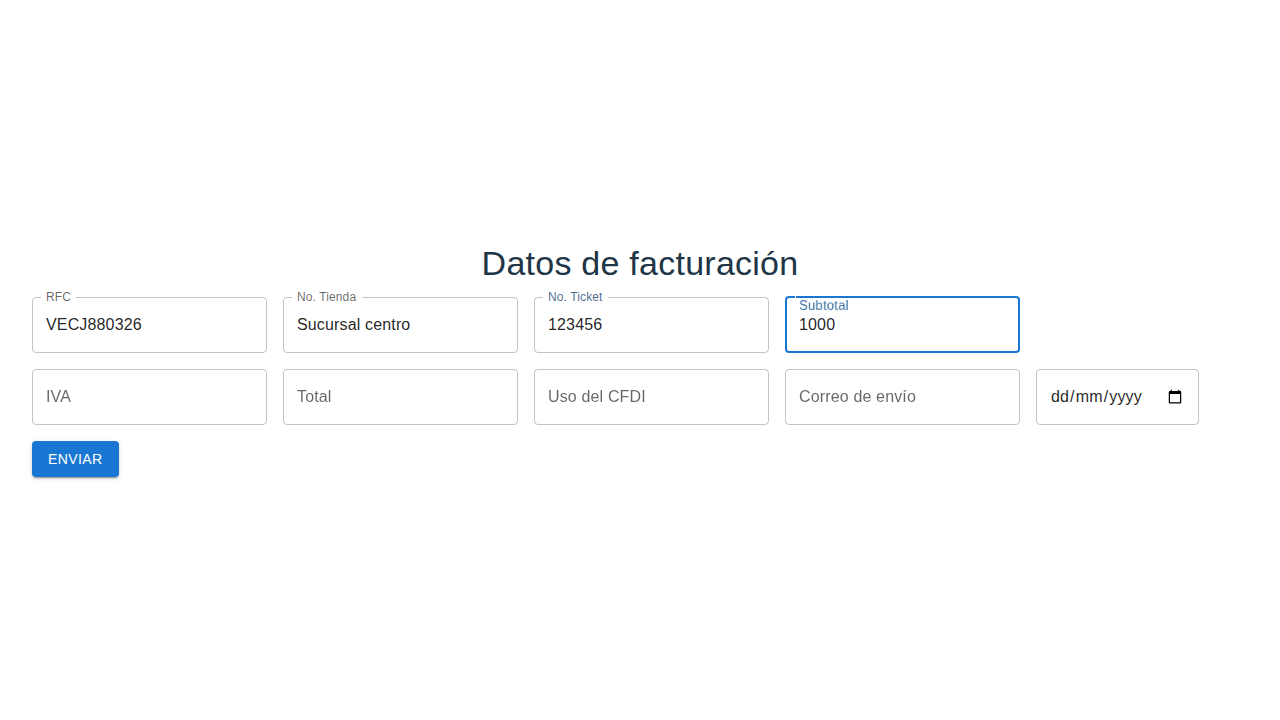 Datos de facturación
RFC No. Tienda No. Ticket Subtotal
VECJ880326 Sucursal centro 123456 1000
IVA Total Uso del CFDI Correo de envío dd/mm/yyyy
ENVIAR